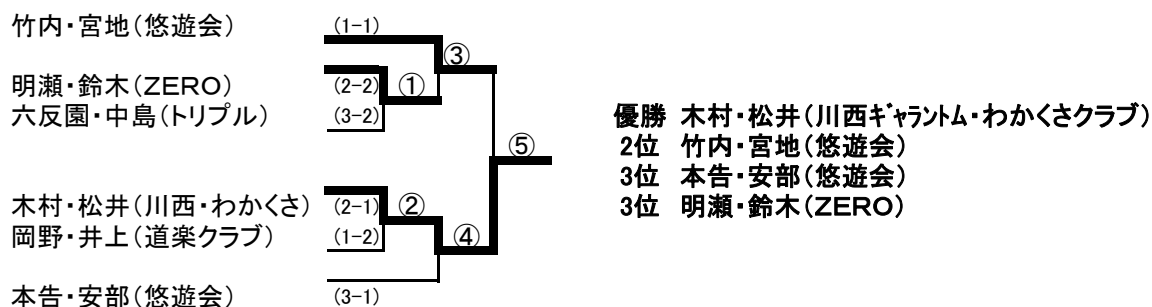 竹内・宮地(悠遊会) (1-1)
③
明瀬・鈴木(ZERO) (2-2) ①
六反園・中島(トリプル) (3-2)
⑤
木村・松井(川西・わかくさ) (2-1) ②
岡野・井上(道楽クラブ) (1-2)
④
本告・安部(悠遊会) (3-1)
優勝 木村・松井(川西ギャラントム・わかくさクラブ)
2位 竹内・宮地(悠遊会)
3位 本告・安部(悠遊会)
3位 明瀬・鈴木(ZERO)